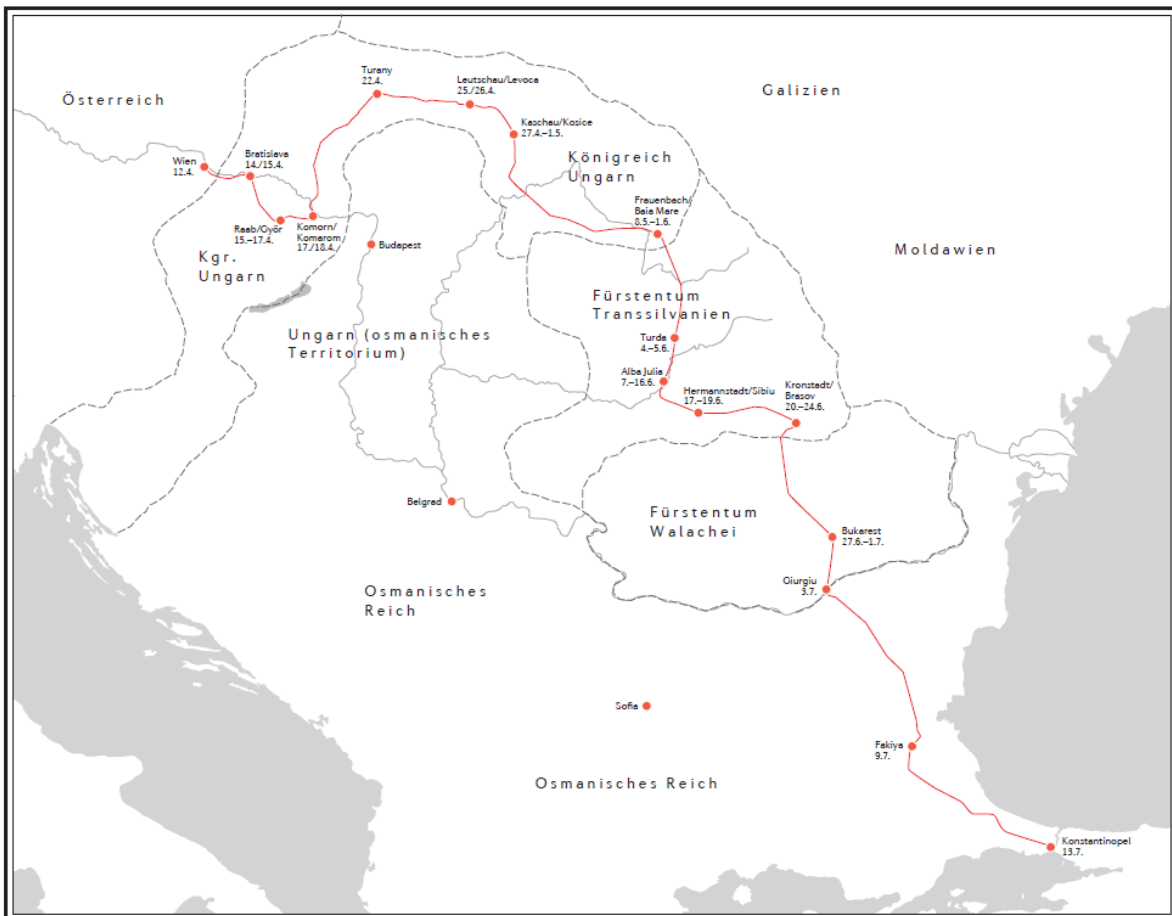 Turany
22.4.
Leutschau/Levoca
25./26.4.
Galizien
Österreich
Kaschau/Kosice
27.4.–1.5.
Wien
12.4.
Bratislava
14./15.4.
Königreich
Ungarn
Frauenbach/
Baia Mare
8.5.–1.6.
Raab/Győr
15.–17.4.
Komorn/
Komarom
17./18.4.
Budapest
Moldawien
Kgr.
Ungarn
Fürstentum
Transsilvanien
Ungarn (osmanisches
Territorium)
Turda
4.–5.6.
Alba Julia
7.–16.6.
Hermannstadt/Sibiu
17.–19.6.
Kronstadt/
Brasov
20.–24.6.
Belgrad
Fürstentum
Walachei
Bukarest
27.6.–1.7.
Giurgiu
3.7.
Osmanisches
Reich
Sofia
Fakiya
9.7.
Osmanisches Reich
Konstantinopel
13.7.